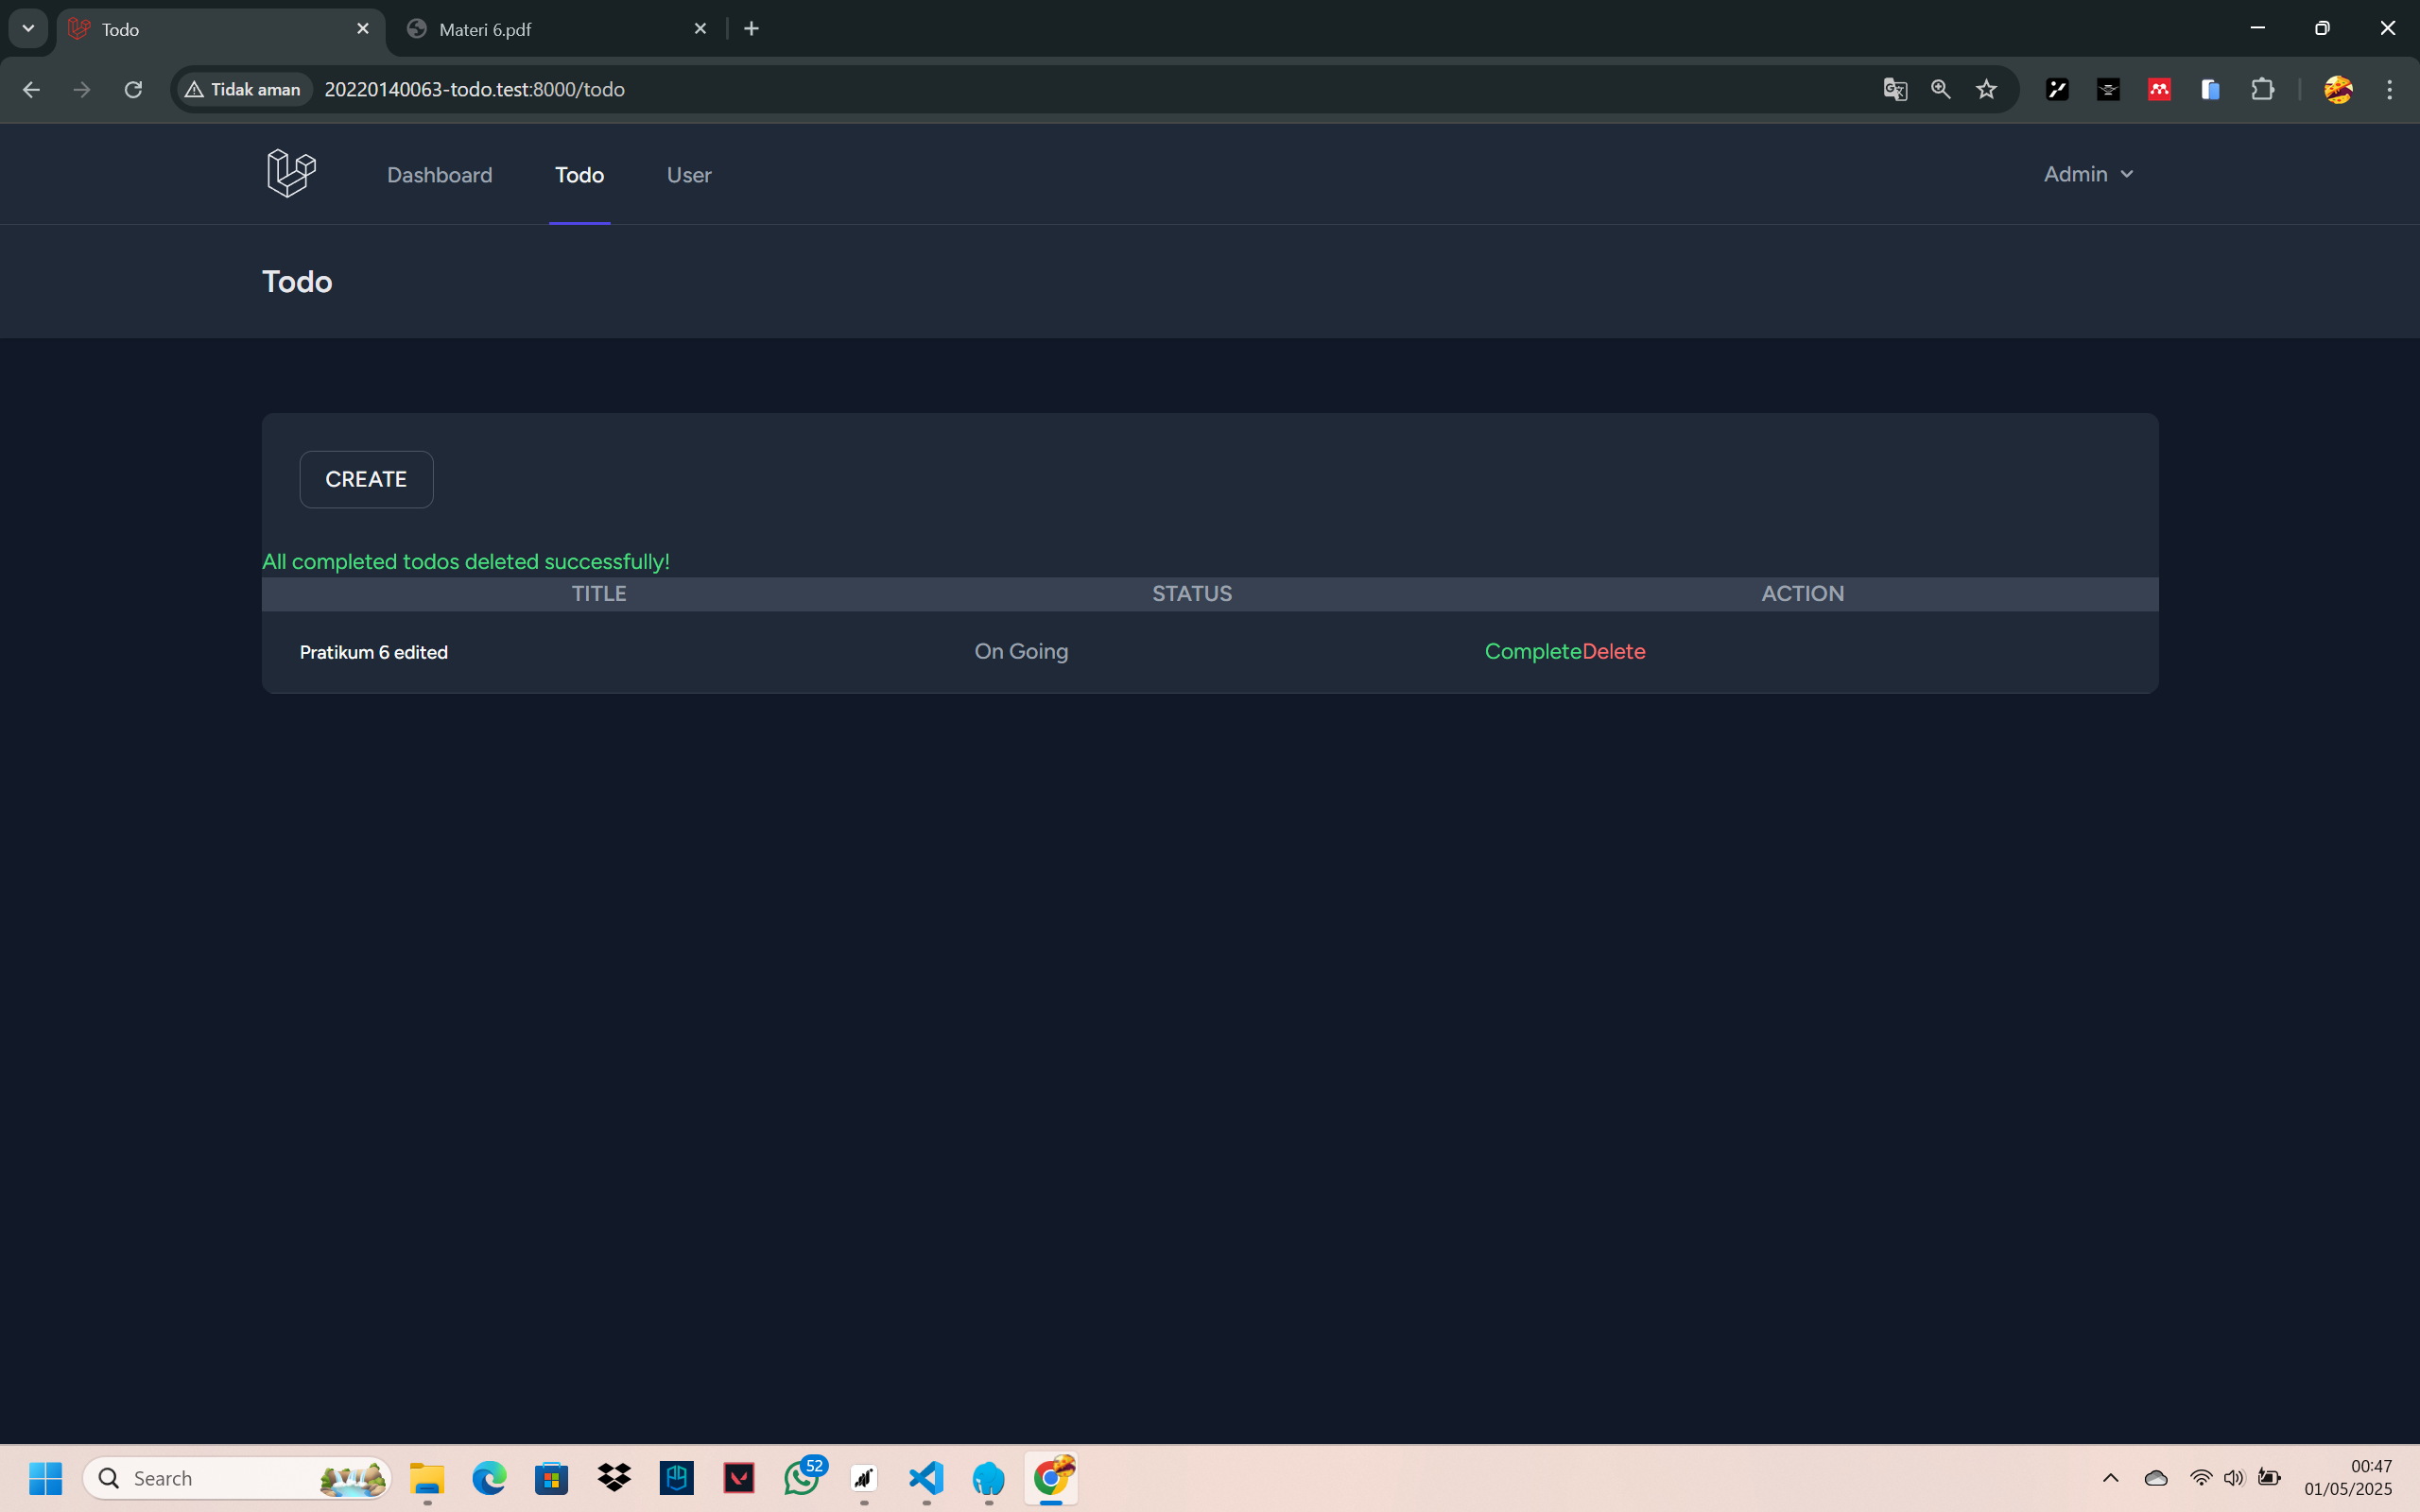 Todo
Materi 6.pdf
Tidak aman
20220140063-todo.test:8000/todo
Dashboard
Todo
User
Admin
Todo
CREATE
All completed todos deleted successfully!
TITLE STATUS ACTION
Pratikum 6 edited On Going CompleteDelete
Search
52
00:47
01/05/2025